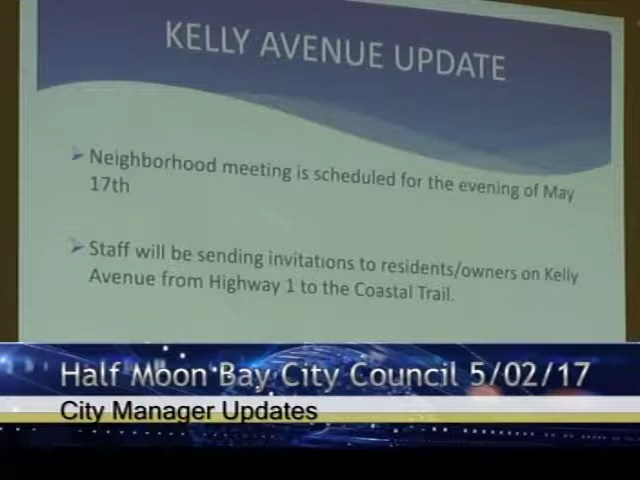 KELLY AVENUE UPDATE
Neighborhood meeting is scheduled for the evening of May
17th
Staff will be sending invitations to residents/owners on Kelly
Avenue from Highway 1 to the Coastal Trail.
Half Moon Bay City Council 5/02/17
City Manager Updates